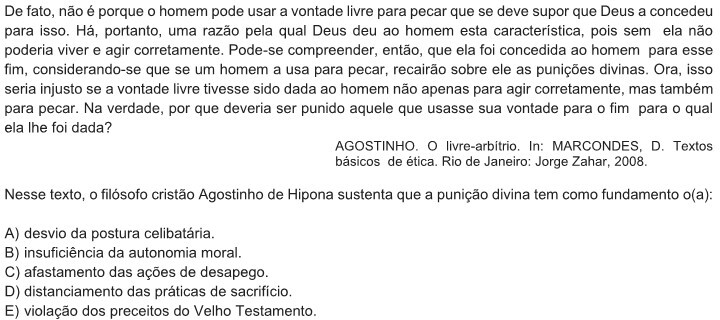 De fato, não é porque o homem pode usar a vontade livre para pecar que se deve supor que Deus a concedeu
para isso. Há, portanto, uma razão pela qual Deus deu ao homem esta característica, pois sem ela não
poderia viver e agir corretamente. Pode-se compreender, então, que ela foi concedida ao homem para esse
fim, considerando-se que se um homem a usa para pecar, recairão sobre ele as punições divinas. Ora, isso
seria injusto se a vontade livre tivesse sido dada ao homem não apenas para agir corretamente, mas também
para pecar. Na verdade, por que deveria ser punido aquele que usasse sua vontade para o fim para o qual
ela lhe foi dada?
AGOSTINHO. O livre-arbítrio. In: MARCONDES, D. Textos
básicos de ética. Rio de Janeiro: Jorge Zahar, 2008.
Nesse texto, o filósofo cristão Agostinho de Hipona sustenta que a punição divina tem como fundamento o(a):
A) desvio da postura celibatária.
B) insuficiência da autonomia moral.
C) afastamento das ações de desapego.
D) distanciamento das práticas de sacrifício.
E) violação dos preceitos do Velho Testamento.